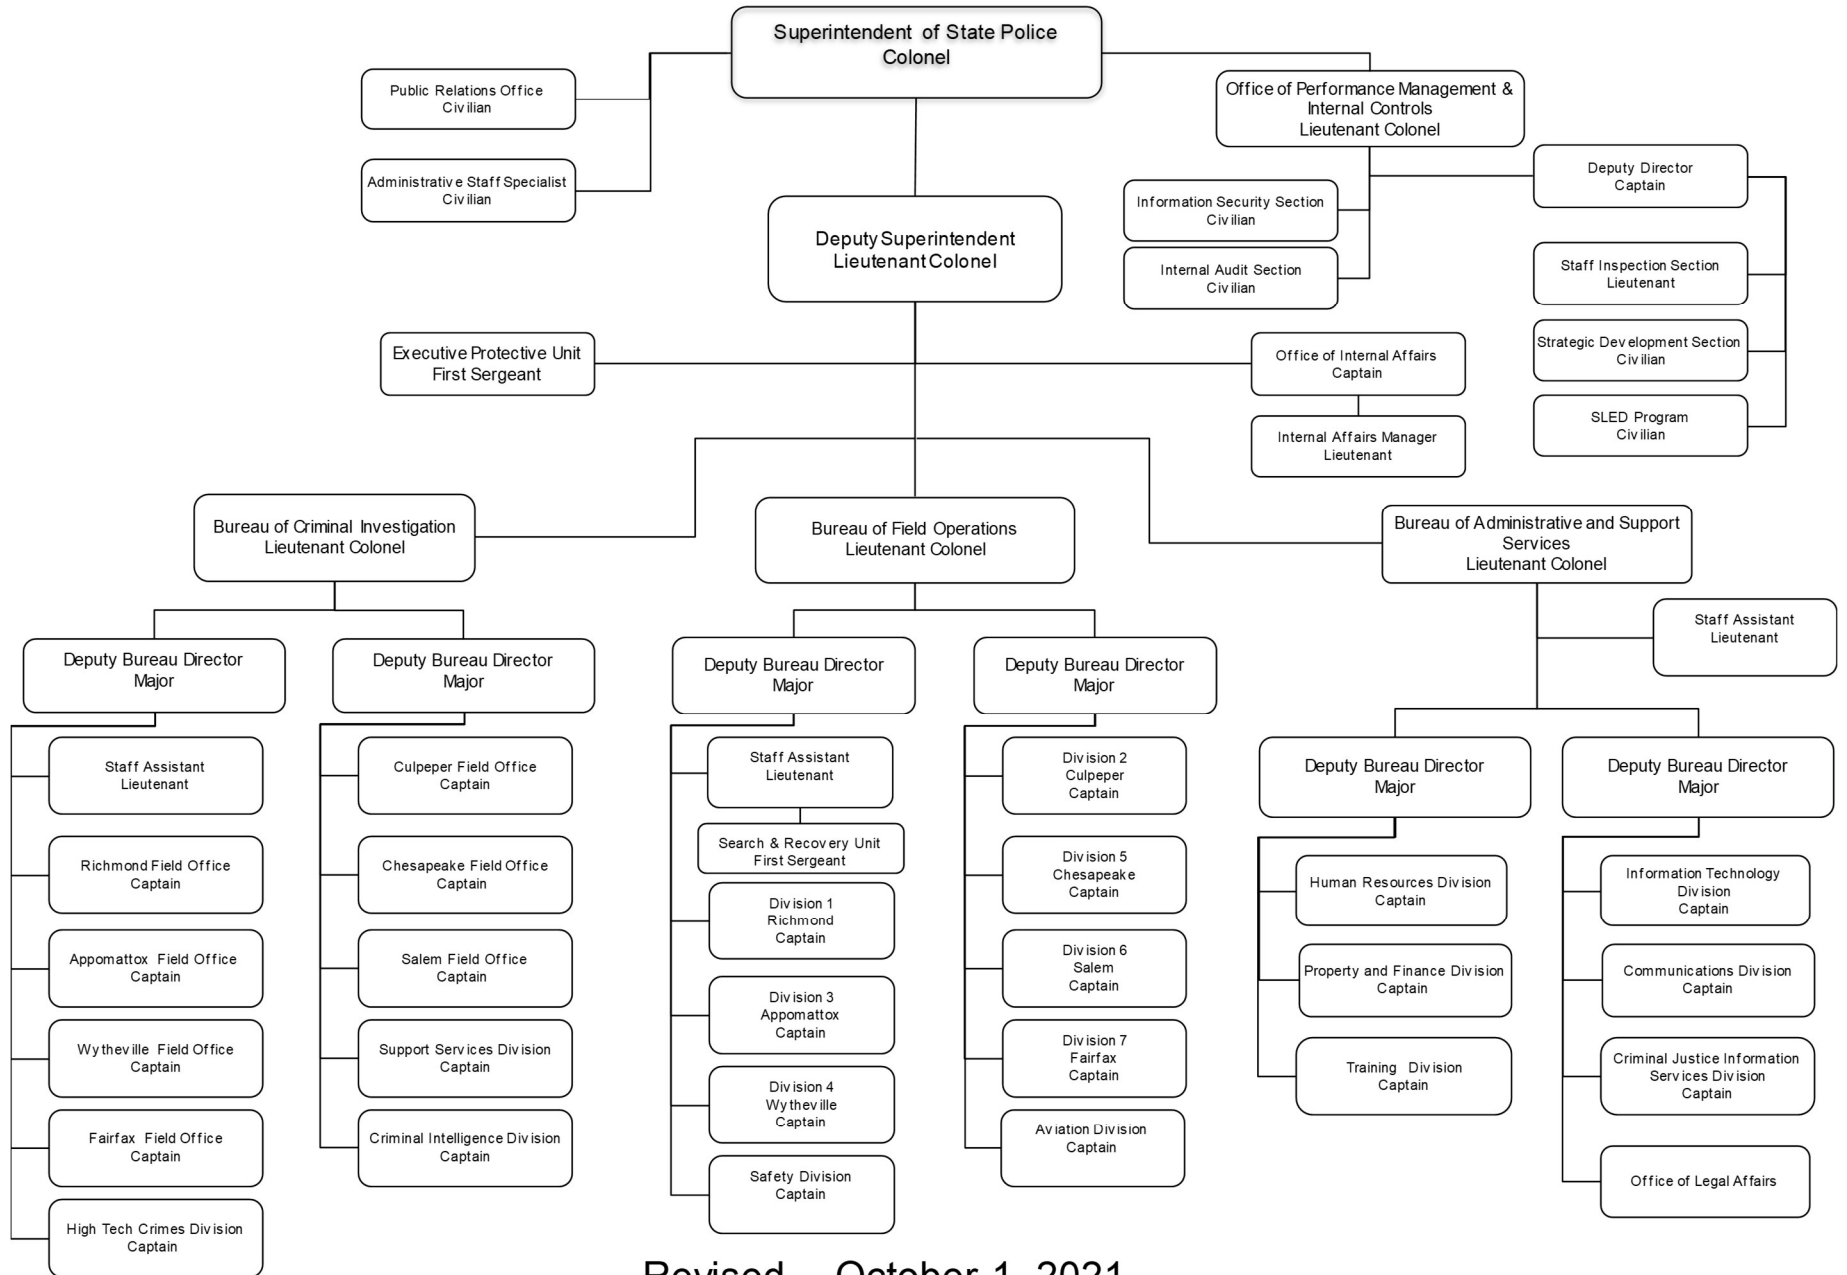 Superintendent of State Police
Colonel
Public Relations Office
Civilian
Administrative Staff Specialist
Civilian
Office of Performance Management &
Internal Controls
Lieutenant Colonel
Deputy Director
Captain
Information Security Section
Civilian
Internal Audit Section
Civilian
Staff Inspection Section
Lieutenant
Strategic Development Section
Civilian
SLED Program
Civilian
Deputy Superintendent
Lieutenant Colonel
Executive Protective Unit
First Sergeant
Office of Internal Affairs
Captain
Internal Affairs Manager
Lieutenant
Bureau of Criminal Investigation
Lieutenant Colonel
Bureau of Field Operations
Lieutenant Colonel
Bureau of Administrative and Support
Services
Lieutenant Colonel
Staff Assistant
Lieutenant
Deputy Bureau Director
Major
Staff Assistant
Lieutenant
Richmond Field Office
Captain
Appomattox Field Office
Captain
Wytheville Field Office
Captain
Fairfax Field Office
Captain
High Tech Crimes Division
Captain
Deputy Bureau Director
Major
Culpeper Field Office
Captain
Chesapeake Field Office
Captain
Salem Field Office
Captain
Support Services Division
Captain
Criminal Intelligence Division
Captain
Deputy Bureau Director
Major
Staff Assistant
Lieutenant
Search & Recovery Unit
First Sergeant
Division 1
Richmond
Captain
Division 3
Appomattox
Captain
Division 4
Wytheville
Captain
Safety Division
Captain
Deputy Bureau Director
Major
Division 2
Culpeper
Captain
Division 5
Chesapeake
Captain
Division 6
Salem
Captain
Division 7
Fairfax
Captain
Aviation Division
Captain
Deputy Bureau Director
Major
Human Resources Division
Captain
Property and Finance Division
Captain
Training Division
Captain
Deputy Bureau Director
Major
Information Technology
Division
Captain
Communications Division
Captain
Criminal Justice Information
Services Division
Captain
Office of Legal Affairs
Revised – October 1, 2021